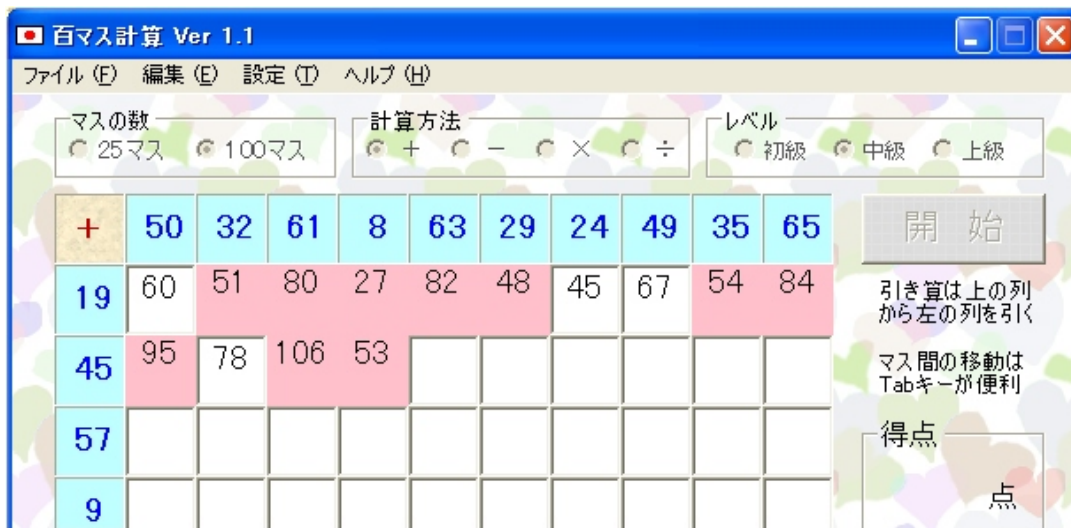 百マス計算 Ver 1.1
ファイル (F) 編集 (E) 設定 (T) ヘルプ (H)
マスの数 計算方法 レベル
25マス 100マス + － × ÷ 初級 中級 上級
+ 50 32 61 8 63 29 24 49 35 65 開 始
19 60 51 80 27 82 48 45 67 54 84
引き算は上の列
から左の列を引く
45 95 78 106 53
マス間の移動は
Tabキーが便利
57
得点
9
点